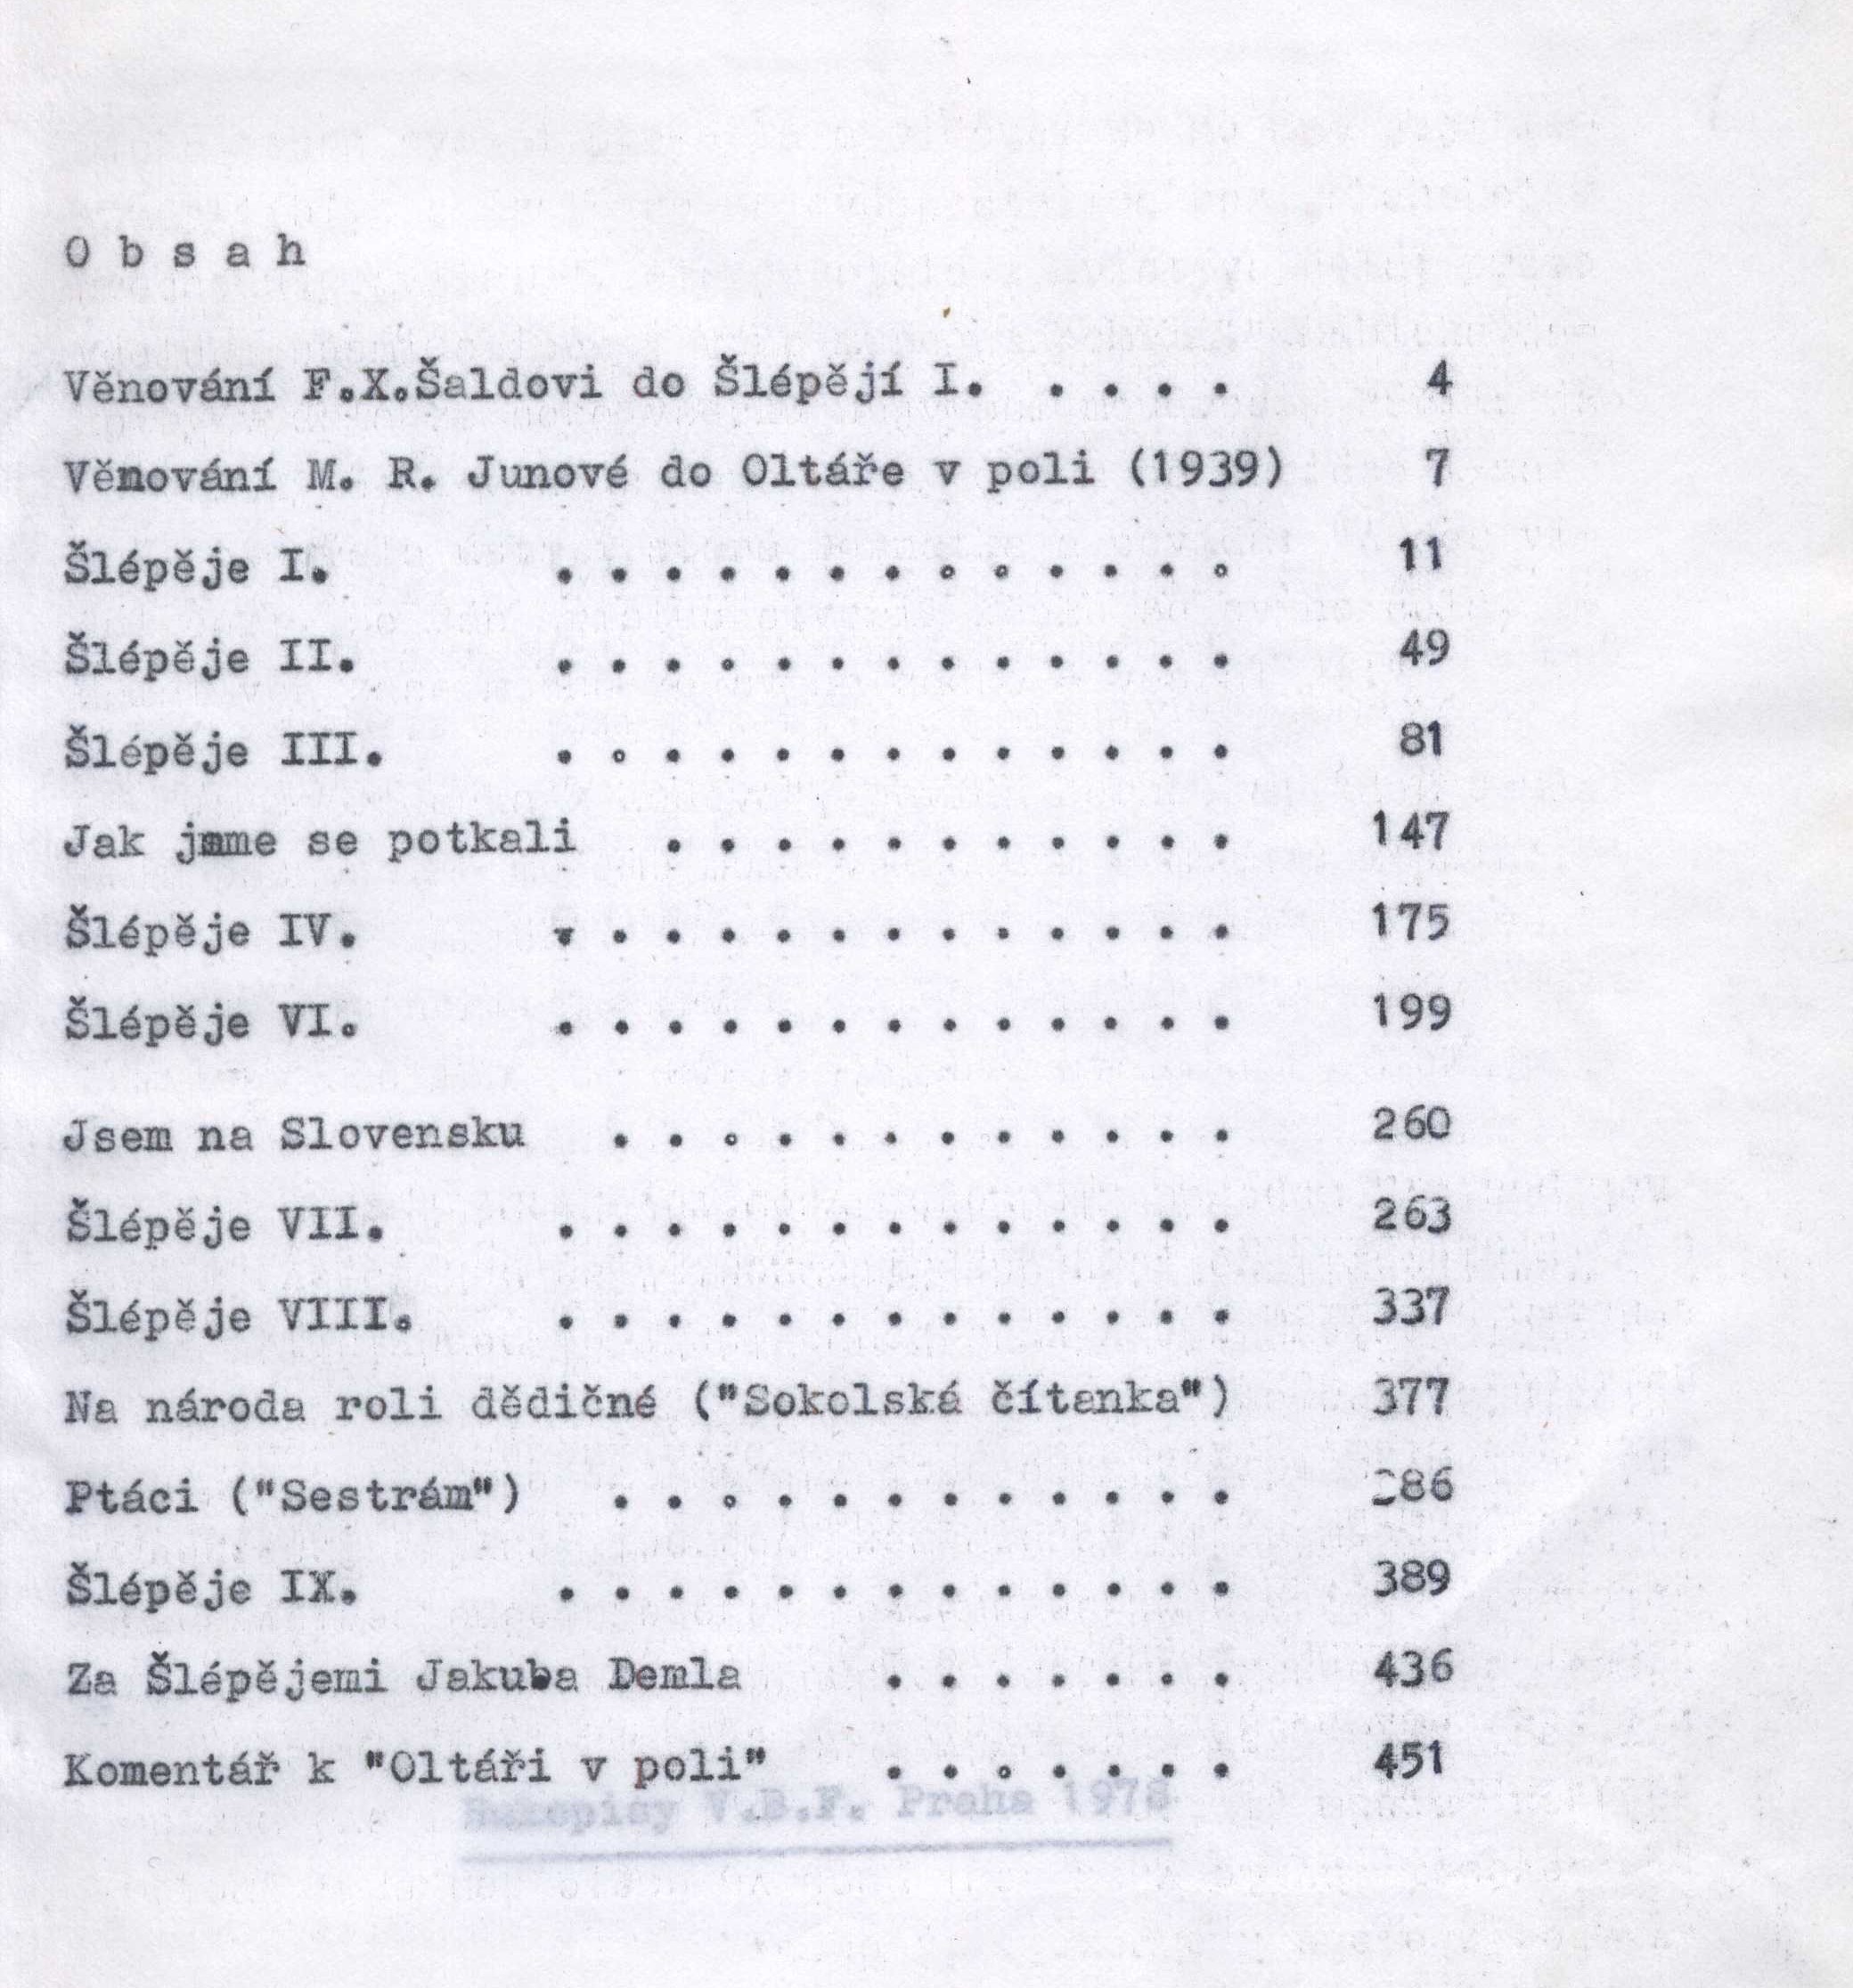 O b s a h
Věnování F.X.Šaldovi do Šlépějí I. . . . . 4
Věnování M. R. Junové do Oltáře v poli (1939) 7
Šlépěje I. . . . . . . . . . . . . . 11
Šlépěje II. . . . . . . . . . . . . . 49
Šlépěje III. . . . . . . . . . . . . . 81
Jak jsme se potkali . . . . . . . . . . . 147
Šlépěje IV. . . . . . . . . . . . . . 175
Šlépěje VI. . . . . . . . . . . . . . 199
Jsem na Slovensku . . . . . . . . . . . . 260
Šlépěje VII. . . . . . . . . . . . . . 263
Šlépěje VIII. . . . . . . . . . . . . . 337
Na národa roli dědičné ("Sokolská čítanka") 377
Ptáci ("Sestrám") . . . . . . . . . . . . 386
Šlépěje IX. . . . . . . . . . . . . . 389
Za Šlépějemi Jakuba Demla . . . . . . . 436
Komentář k "Oltáři v poli" . . . . . . . 451
Rukopisy V.B.F. Praha 1978